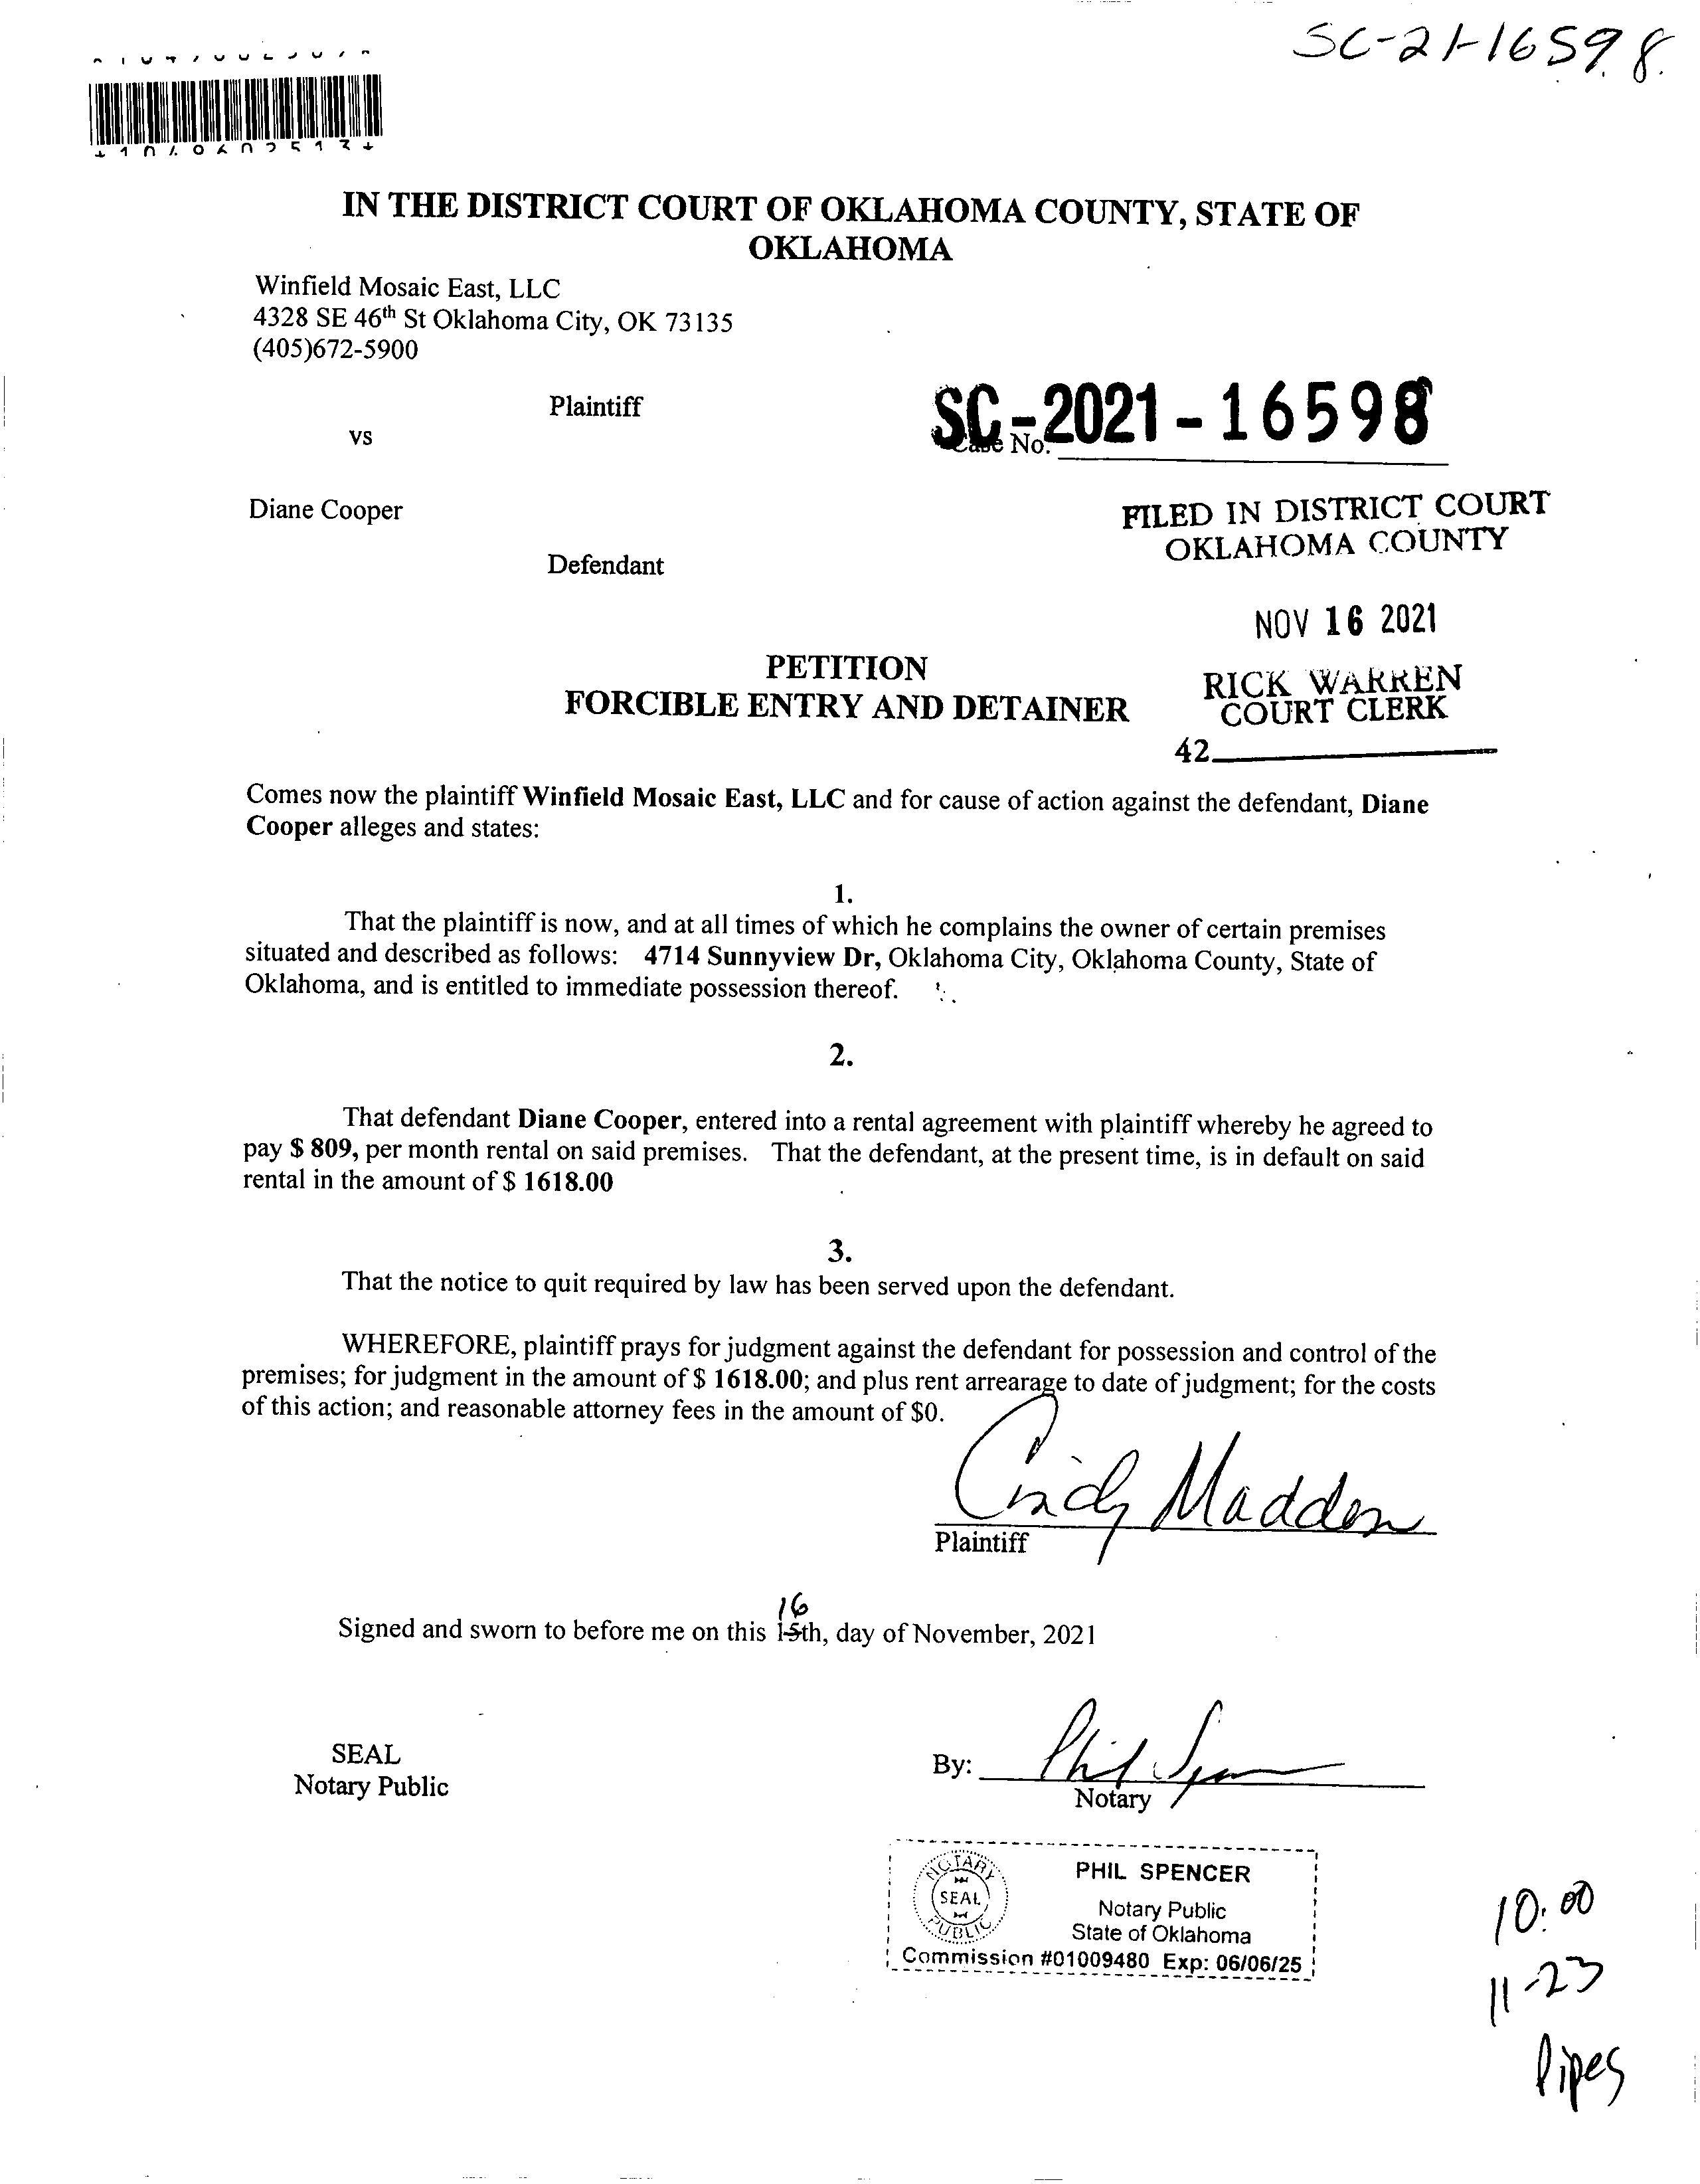 SC-21-16598
IN THE DISTRICT COURT OF OKLAHOMA COUNTY, STATE OF
OKLAHOMA
Winfield Mosaic East, LLC
4328 SE 46th St Oklahoma City, OK 73135
(405)672-5900
Plaintiff
vs
SC-2021-16598
Case No.
Diane Cooper
Defendant
FILED IN DISTRICT COURT
OKLAHOMA COUNTY
NOV 16 2021
RICK WARREN
COURT CLERK
42
PETITION
FORCIBLE ENTRY AND DETAINER
Comes now the plaintiff Winfield Mosaic East, LLC and for cause of action against the defendant, Diane
Cooper alleges and states:
1.
That the plaintiff is now, and at all times of which he complains the owner of certain premises
situated and described as follows: 4714 Sunnyview Dr, Oklahoma City, Oklahoma County, State of
Oklahoma, and is entitled to immediate possession thereof.
2.
That defendant Diane Cooper, entered into a rental agreement with plaintiff whereby he agreed to
pay $ 809, per month rental on said premises. That the defendant, at the present time, is in default on said
rental in the amount of $ 1618.00
3.
That the notice to quit required by law has been served upon the defendant.
WHEREFORE, plaintiff prays for judgment against the defendant for possession and control of the
premises; for judgment in the amount of $ 1618.00; and plus rent arrearage to date of judgment; for the costs
of this action; and reasonable attorney fees in the amount of $0.
Cindy Madden
Plaintiff
16
Signed and sworn to before me on this 15th, day of November, 2021
SEAL
Notary Public
By: Phil Spencer
Notary
NOTARY
SEAL
PUBLIC
PHIL SPENCER
Notary Public
State of Oklahoma
Commission #01009480 Exp: 06/06/25
10:00
11-23
Pipes